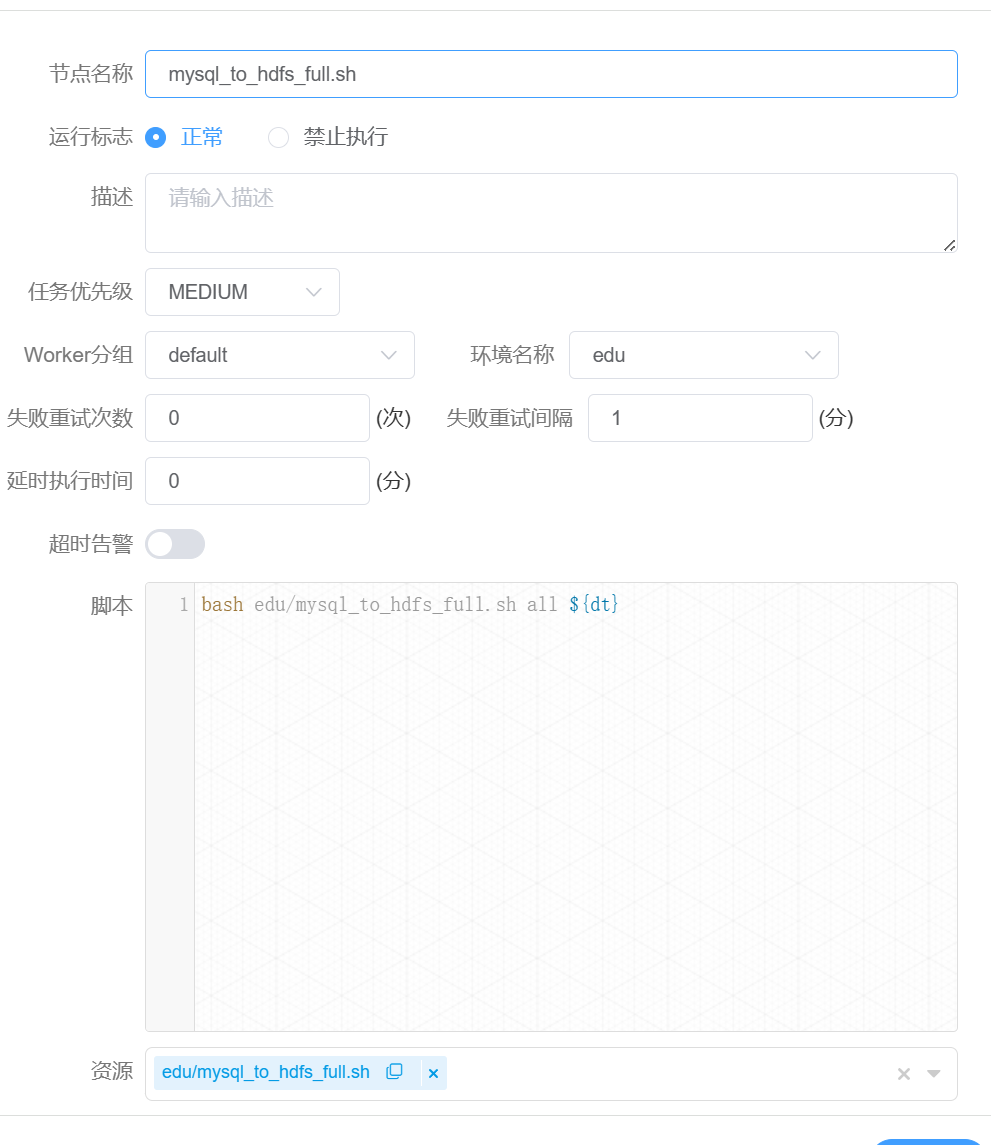 节点名称 mysql_to_hdfs_full.sh
运行标志 正常 禁止执行
描述 请输入描述
任务优先级 MEDIUM
Worker分组 default 环境名称 edu
失败重试次数 0 (次) 失败重试间隔 1 (分)
延时执行时间 0 (分)
超时告警
脚本 1 bash edu/mysql_to_hdfs_full.sh all ${dt}
资源 edu/mysql_to_hdfs_full.sh